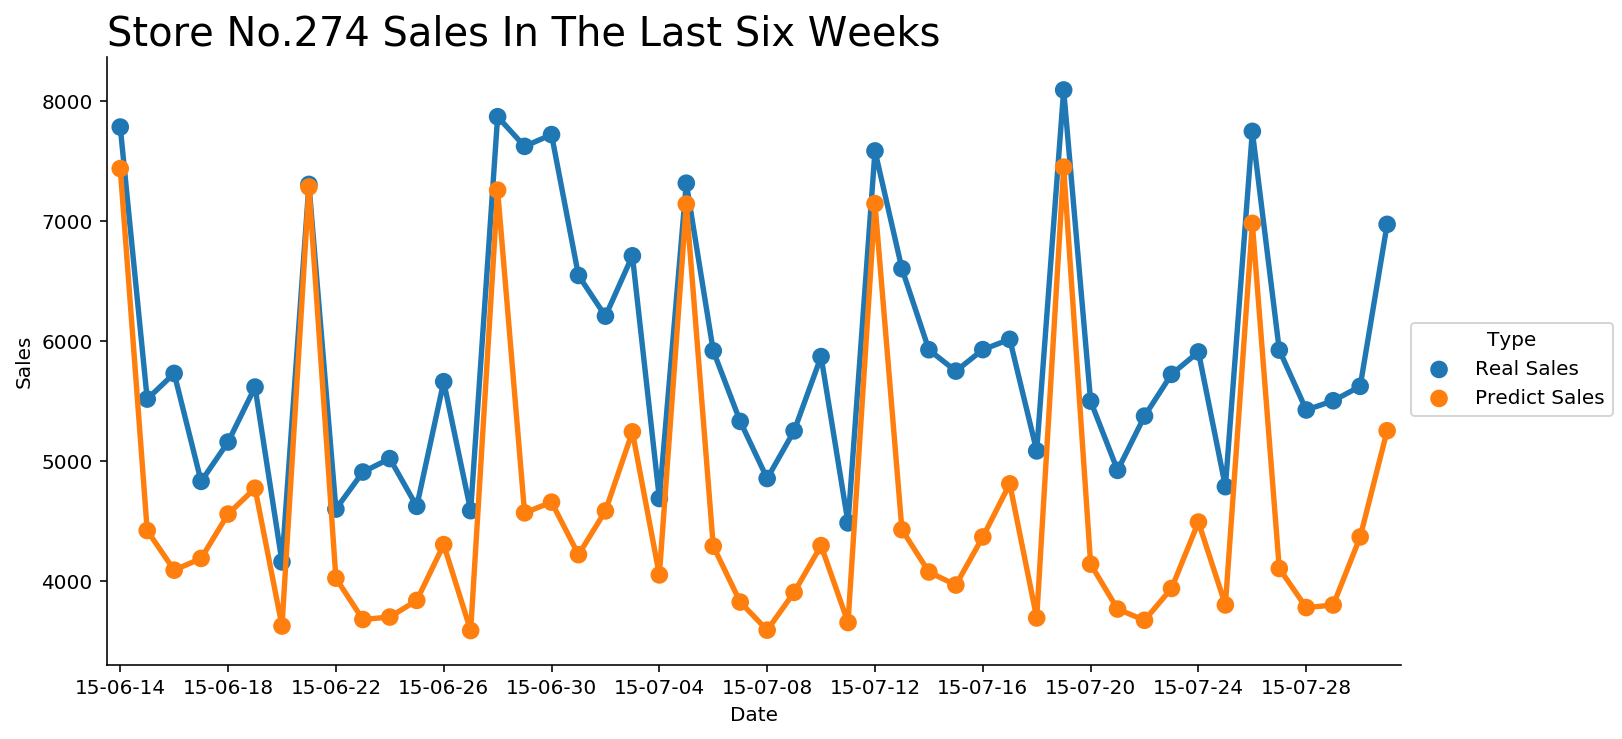 Store No.274 Sales In The Last Six Weeks
8000
7000
6000
5000
4000
Sales
15-06-14 15-06-18 15-06-22 15-06-26 15-06-30 15-07-04 15-07-08 15-07-12 15-07-16 15-07-20 15-07-24 15-07-28
Date
Type
Real Sales
Predict Sales